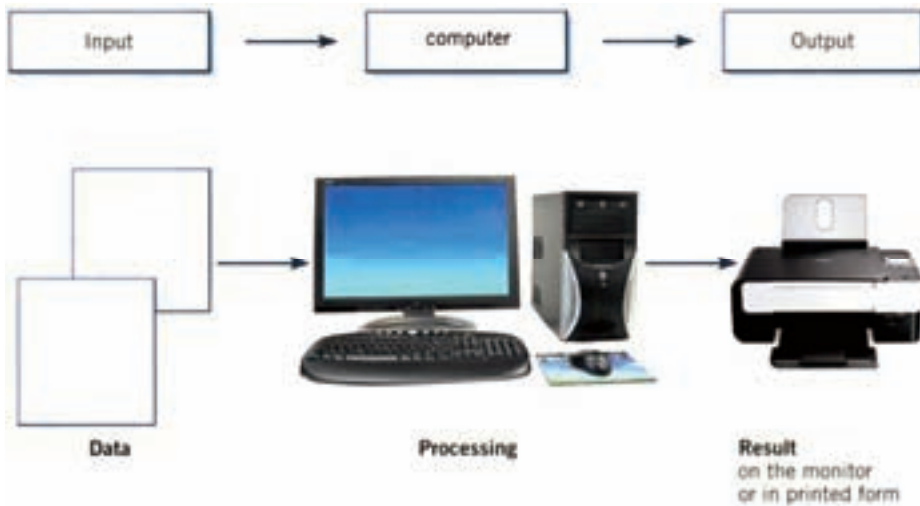 Input
computer
Output
Data
Processing
Result
on the monitor
or in printed form